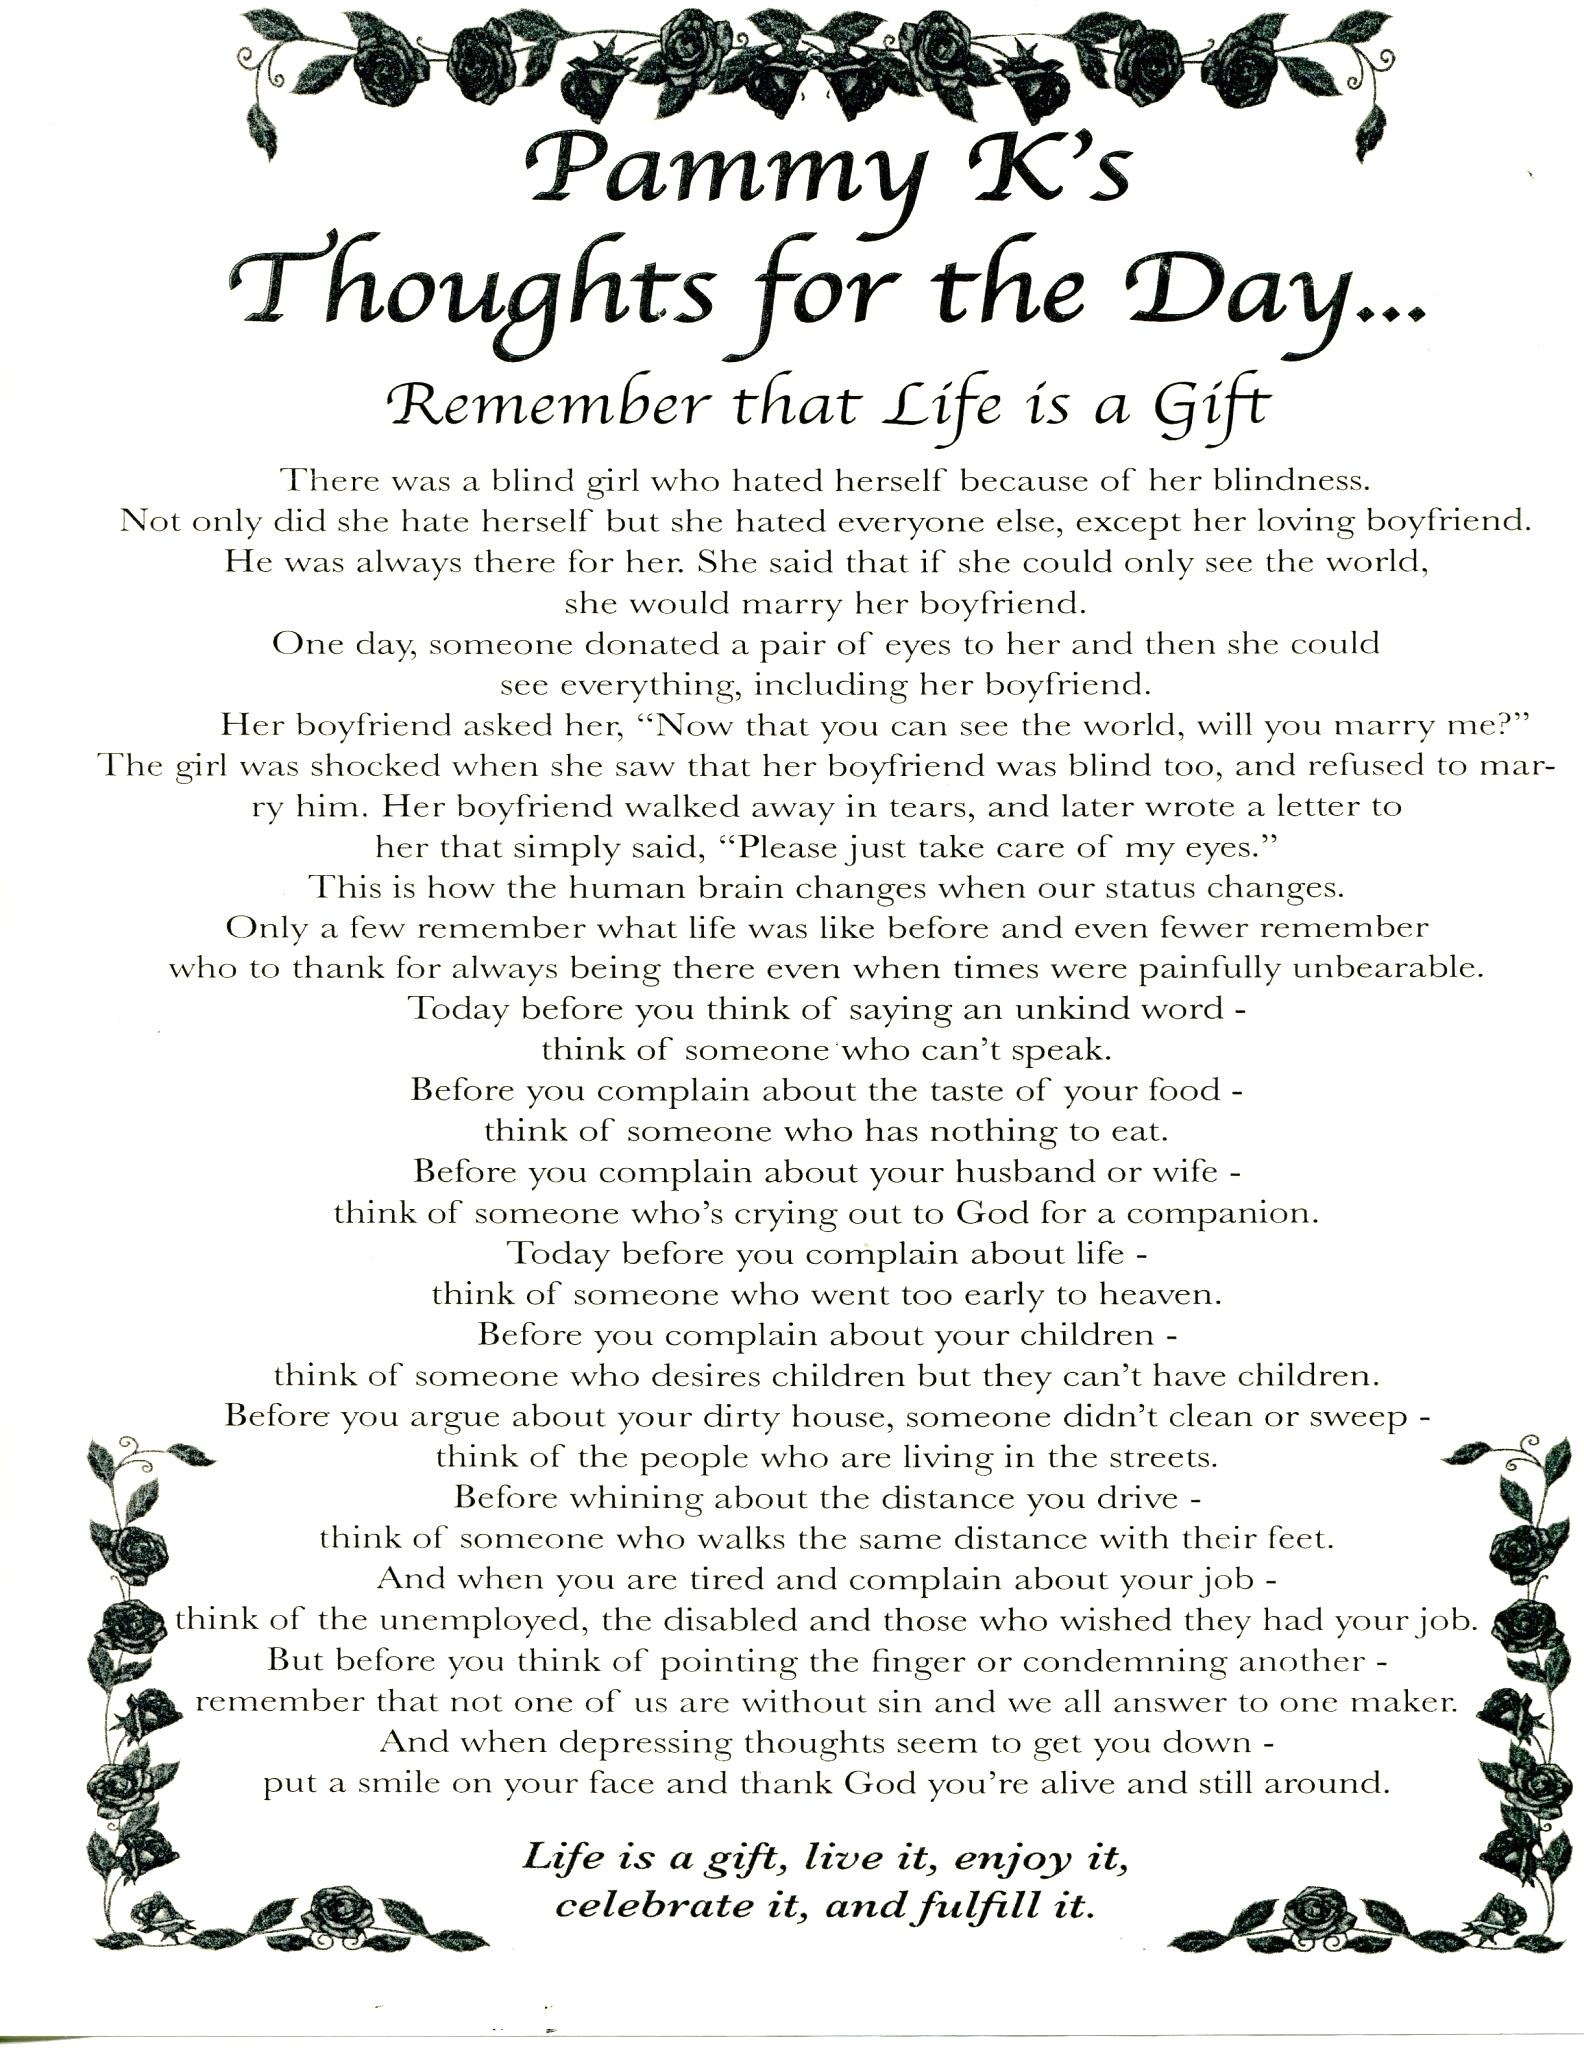 Pammy K's
Thoughts for the Day...
Remember that Life is a Gift
There was a blind girl who hated herself because of her blindness.
Not only did she hate herself but she hated everyone else, except her loving boyfriend.
He was always there for her. She said that if she could only see the world,
she would marry her boyfriend.
One day, someone donated a pair of eyes to her and then she could
see everything, including her boyfriend.
Her boyfriend asked her, “Now that you can see the world, will you marry me?”
The girl was shocked when she saw that her boyfriend was blind too, and refused to mar-
ry him. Her boyfriend walked away in tears, and later wrote a letter to
her that simply said, “Please just take care of my eyes.”
This is how the human brain changes when our status changes.
Only a few remember what life was like before and even fewer remember
who to thank for always being there even when times were painfully unbearable.
Today before you think of saying an unkind word -
think of someone who can't speak.
Before you complain about the taste of your food -
think of someone who has nothing to eat.
Before you complain about your husband or wife -
think of someone who's crying out to God for a companion.
Today before you complain about life -
think of someone who went too early to heaven.
Before you complain about your children -
think of someone who desires children but they can't have children.
Before you argue about your dirty house, someone didn't clean or sweep -
think of the people who are living in the streets.
Before whining about the distance you drive -
think of someone who walks the same distance with their feet.
And when you are tired and complain about your job -
think of the unemployed, the disabled and those who wished they had your job.
But before you think of pointing the finger or condemning another -
remember that not one of us are without sin and we all answer to one maker.
And when depressing thoughts seem to get you down -
put a smile on your face and thank God you're alive and still around.
Life is a gift, live it, enjoy it,
celebrate it, and fulfill it.